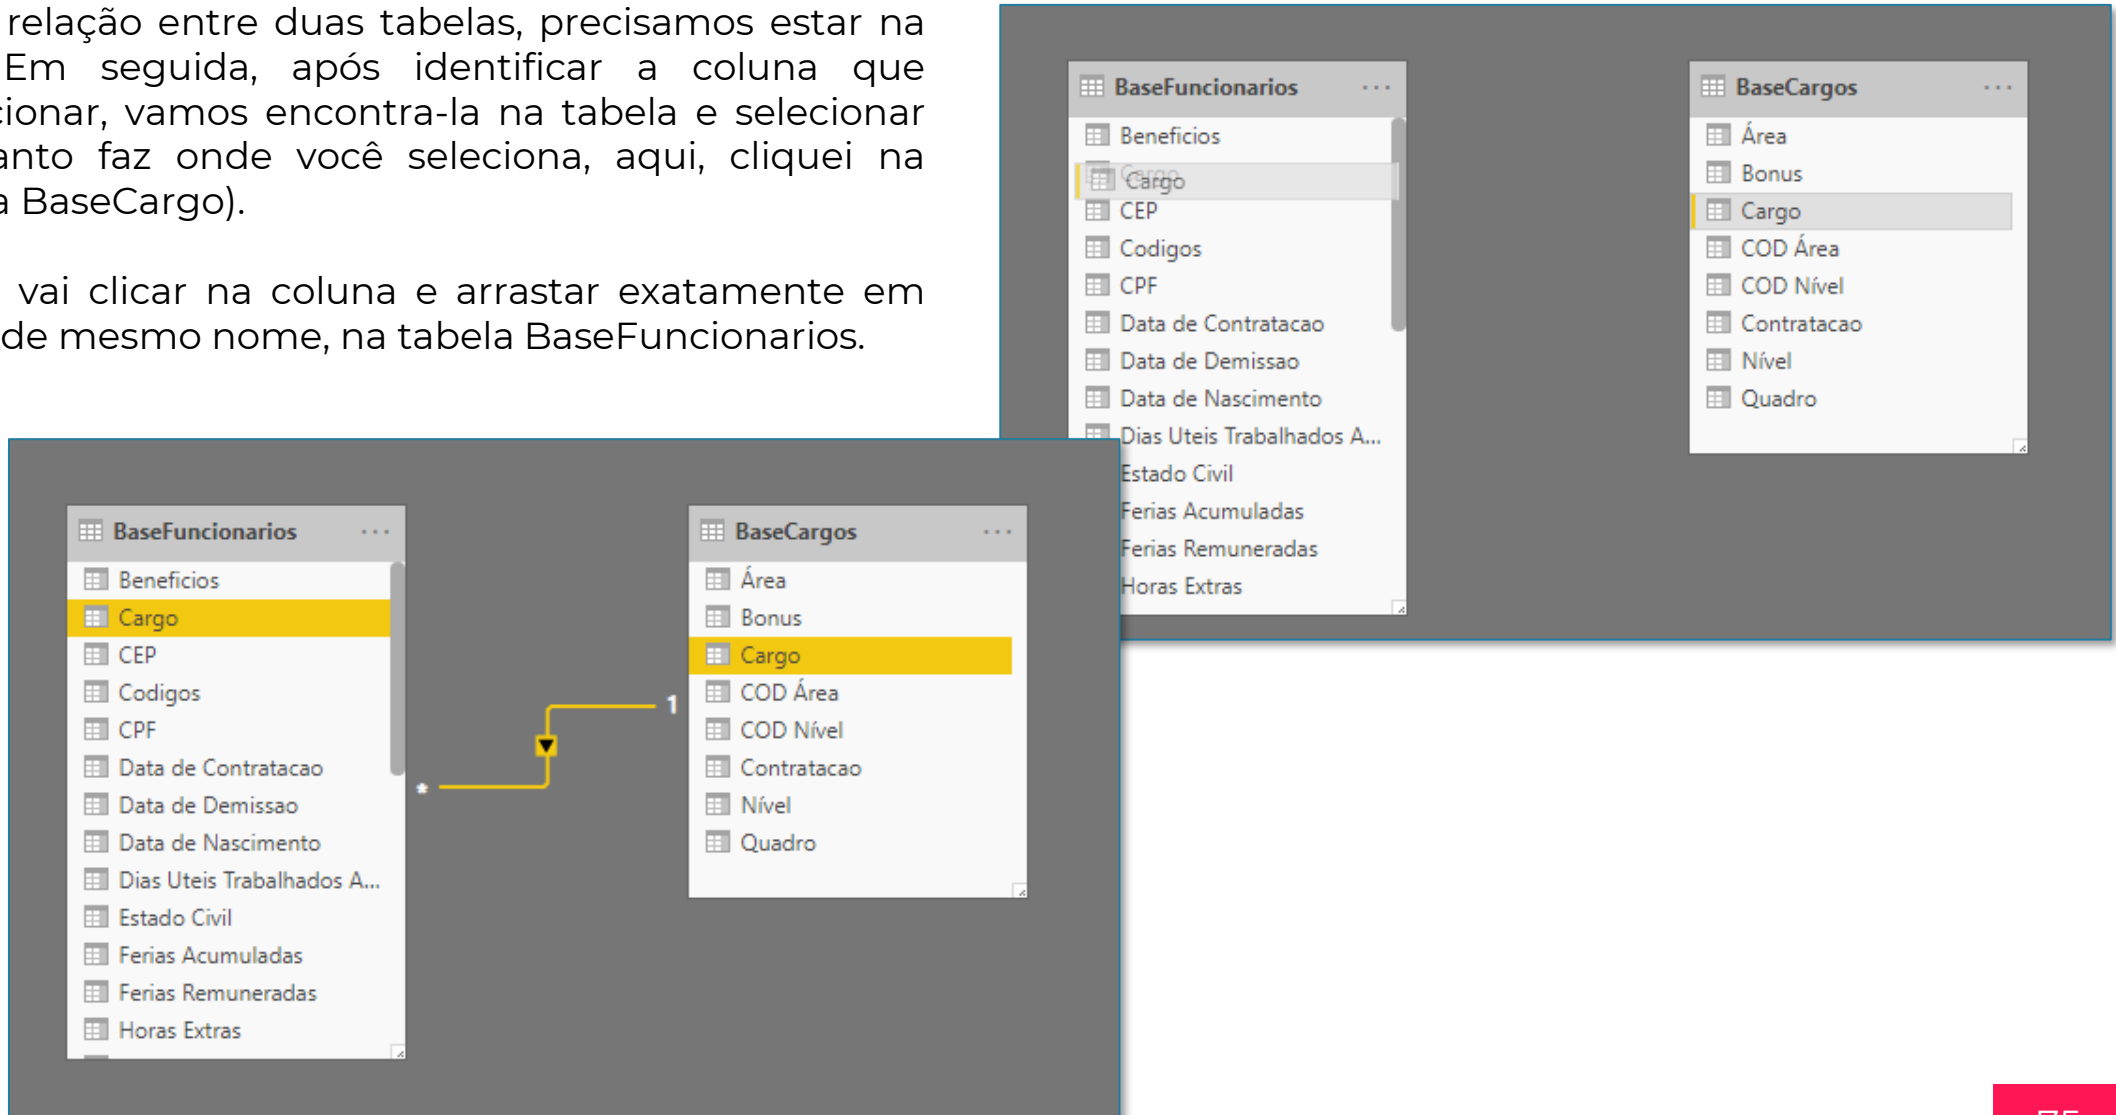 relação entre duas tabelas, precisamos estar na
Em seguida, após identificar a coluna que
cionar, vamos encontra-la na tabela e selecionar
anto faz onde você seleciona, aqui, cliquei na
a BaseCargo).
vai clicar na coluna e arrastar exatamente em
de mesmo nome, na tabela BaseFuncionarios.
BaseFuncionarios
Beneficios
Cargo
Cargo
CEP
Codigos
CPF
Data de Contratacao
Data de Demissao
Data de Nascimento
Dias Uteis Trabalhados A...
Estado Civil
Ferias Acumuladas
Ferias Remuneradas
Horas Extras
BaseCargos
Área
Bonus
Cargo
COD Área
COD Nível
Contratacao
Nível
Quadro
BaseFuncionarios
Beneficios
Cargo
CEP
Codigos
CPF
Data de Contratacao
Data de Demissao
Data de Nascimento
Dias Uteis Trabalhados A...
Estado Civil
Ferias Acumuladas
Ferias Remuneradas
Horas Extras
*
1
BaseCargos
Área
Bonus
Cargo
COD Área
COD Nível
Contratacao
Nível
Quadro